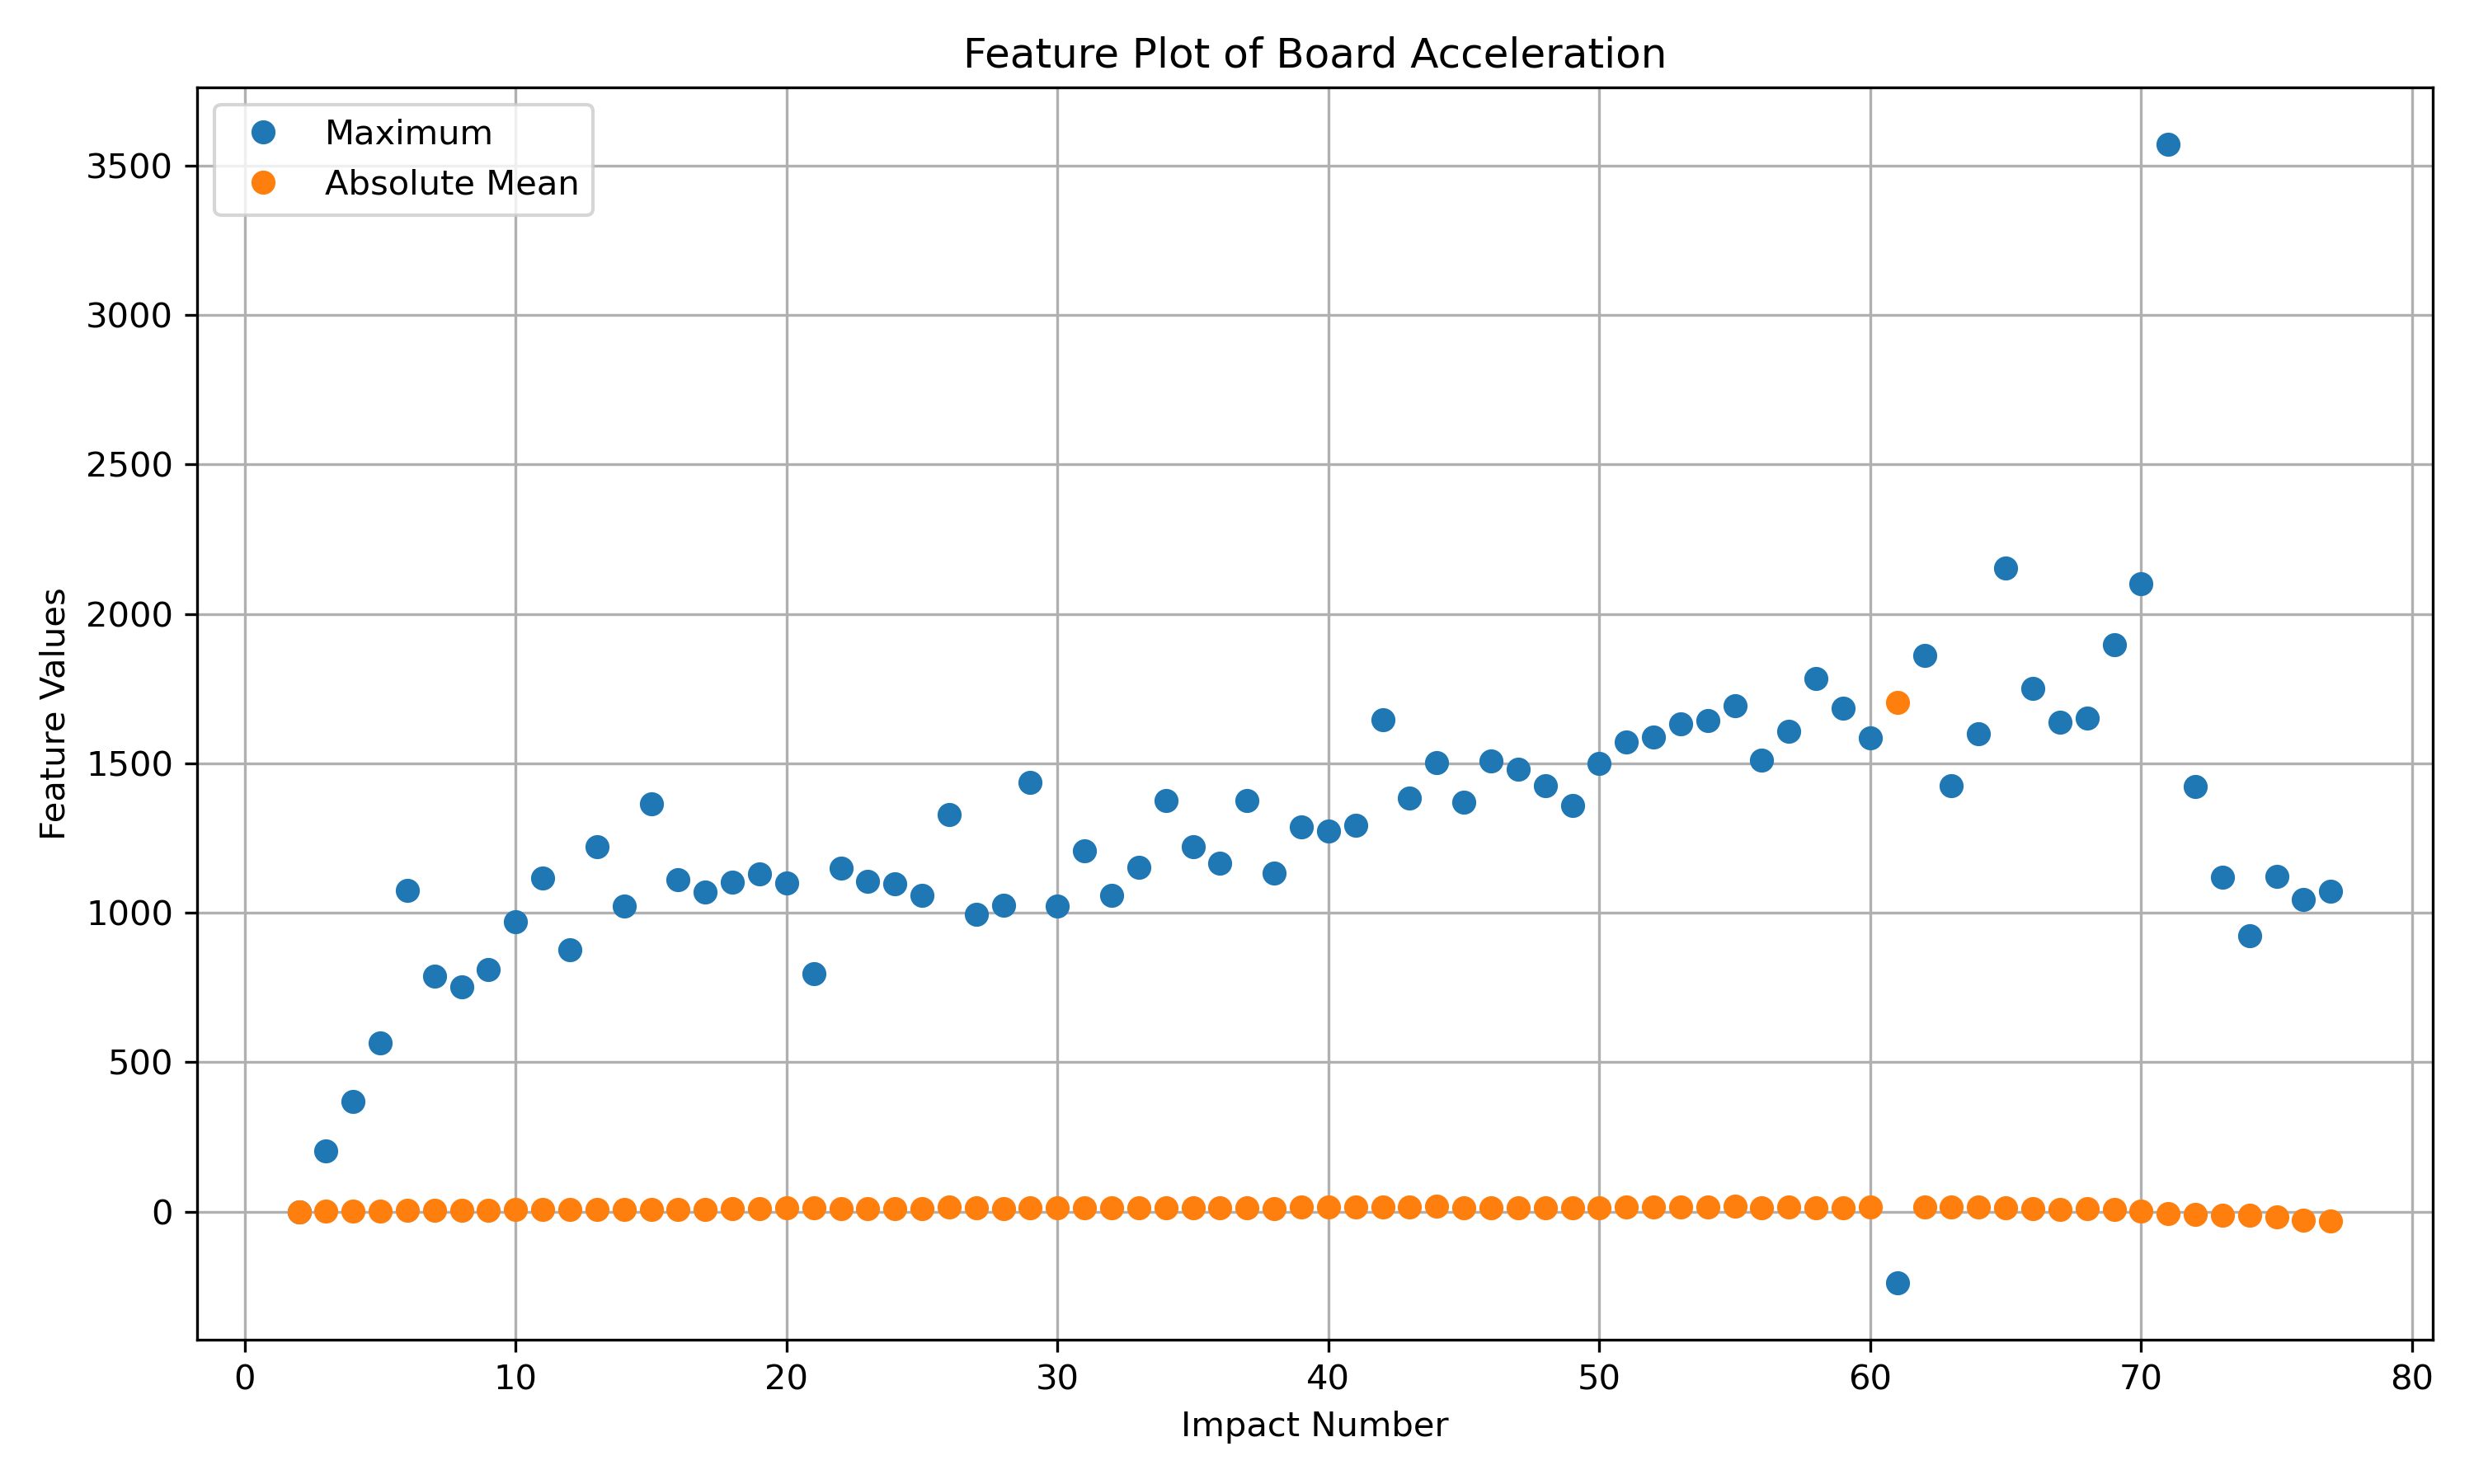 Feature Plot of Board Acceleration
Maximum
Absolute Mean
3500
3000
2500
2000
1500
1000
500
0
Feature Values
0 10 20 30 40 50 60 70 80
Impact Number